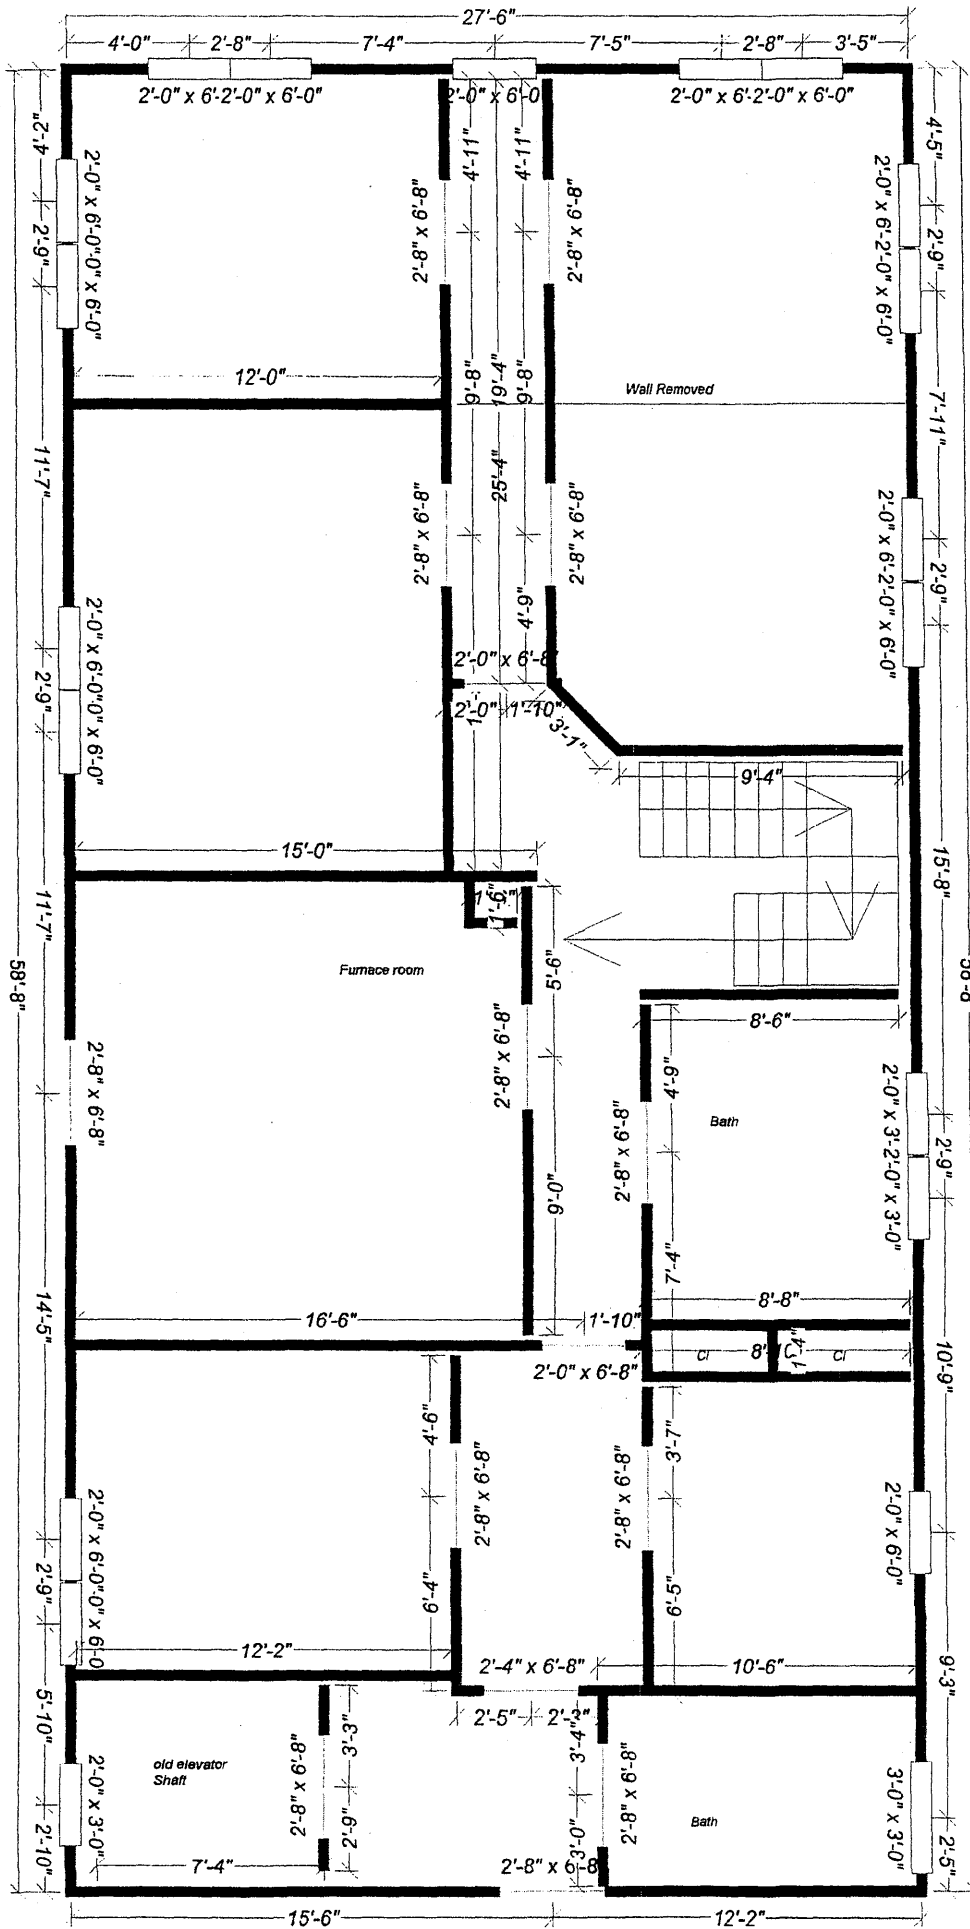 27'-6"
4'-0" 2'-8" 7'-4" 7'-5" 2'-8" 3'-5"
2'-0" x 6'-2'-0" x 6'-0" 2'-0" x 6'-0" 2'-0" x 6'-2'-0" x 6'-0"
4'-2" 4'-11" 4'-11" 4'-5"
2'-0" x 6'-0"0" x 6'-0" 2'-8" x 6'-8" 2'-8" x 6'-8" 2'-0" x 6'-2'-0" x 6'-0"
2'-9" 2'-9"
12'-0" 9'-8" 19'-4" 9'-8"
Wall Removed
7'-11"
11'-7" 25'-4"
2'-8" x 6'-8" 2'-8" x 6'-8" 2'-0" x 6'-2'-0" x 6'-0"
2'-9"
4'-9"
2'-0" x 6'-0"0" x 6'-0" 2'-0" x 6'-8"
2'-9" 2'-0" 1'-10"
3'-1"
9'-4"
15'-0" 15'-8"
11'-7" 1'-6"
58'-8" Furnace room 5'-6"
8'-6"
2'-8" x 6'-8" 2'-8" x 6'-8" 4'-9"
Bath
2'-8" x 6'-8" 2'-0" x 3'-2'-0" x 3'-0" 2'-9"
9'-0"
7'-4"
14'-5" 16'-6" 1'-10" 8'-8"
Cl 1'-4" Cl 10'-9"
2'-0" x 6'-8"
4'-6" 3'-7"
2'-0" x 6'-0"0" x 6'-0 2'-8" x 6'-8" 2'-8" x 6'-8" 2'-0" x 6'-0"
2'-9" 6'-4" 6'-5"
12'-2" 2'-4" x 6'-8" 10'-6" 9'-3"
5'-10" 2'-5" 2'-3"
old elevator
Shaft
2'-8" x 6'-8" 3'-3" 3'-4" 2'-8" x 6'-8"
2'-0" x 3'-0" Bath 3'-0" x 3'-0"
2'-10" 7'-4" 2'-9" 2'-8" x 6'-8 3'-0" 2'-5"
15'-6" 12'-2"